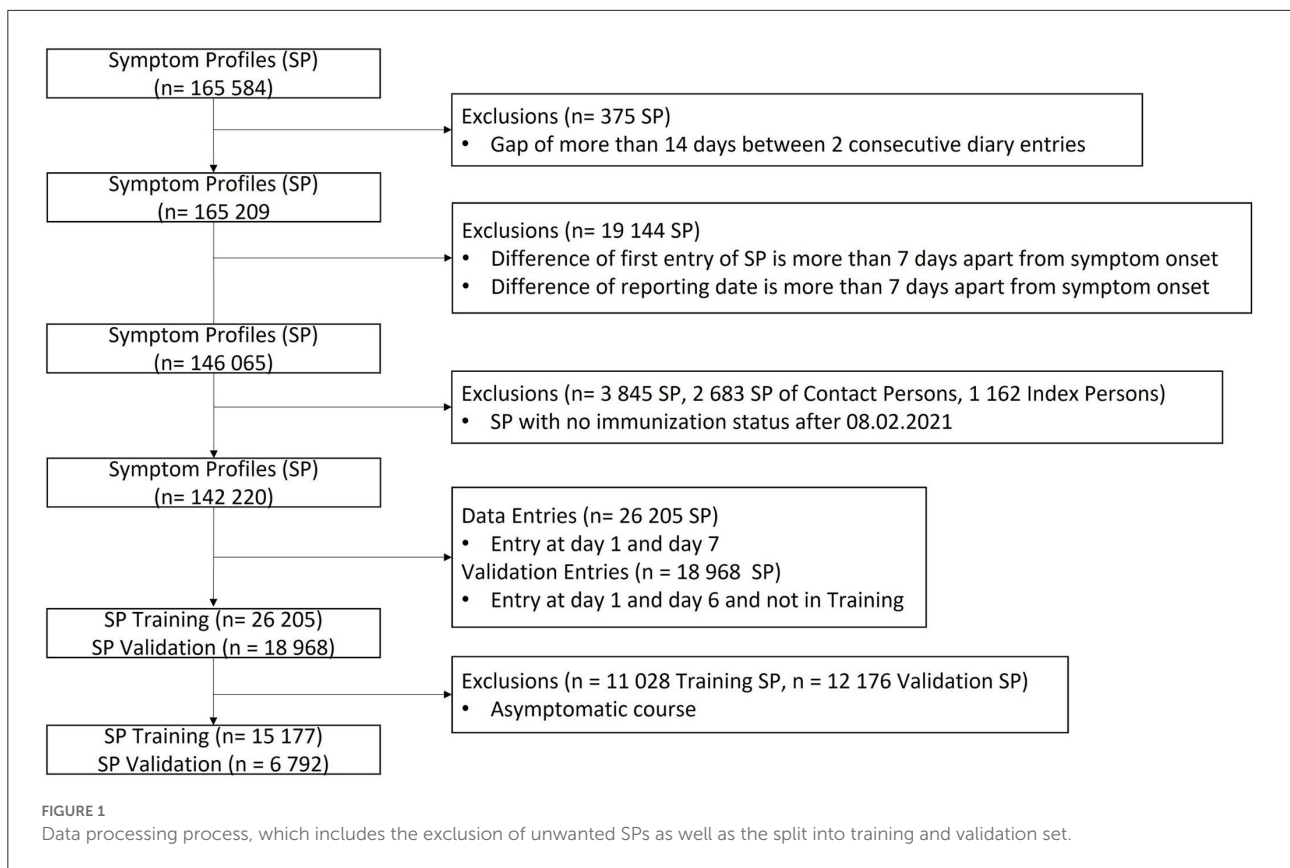 Symptom Profiles (SP)
(n= 165 584)
Exclusions (n= 375 SP)
• Gap of more than 14 days between 2 consecutive diary entries
Symptom Profiles (SP)
(n= 165 209
Exclusions (n= 19 144 SP)
• Difference of first entry of SP is more than 7 days apart from symptom onset
• Difference of reporting date is more than 7 days apart from symptom onset
Symptom Profiles (SP)
(n= 146 065)
Exclusions (n= 3 845 SP, 2 683 SP of Contact Persons, 1 162 Index Persons)
• SP with no immunization status after 08.02.2021
Symptom Profiles (SP)
(n= 142 220)
Data Entries (n= 26 205 SP)
• Entry at day 1 and day 7
Validation Entries (n = 18 968 SP)
• Entry at day 1 and day 6 and not in Training
SP Training (n= 26 205)
SP Validation (n = 18 968)
Exclusions (n = 11 028 Training SP, n = 12 176 Validation SP)
• Asymptomatic course
SP Training (n= 15 177)
SP Validation (n = 6 792)
FIGURE 1
Data processing process, which includes the exclusion of unwanted SPs as well as the split into training and validation set.